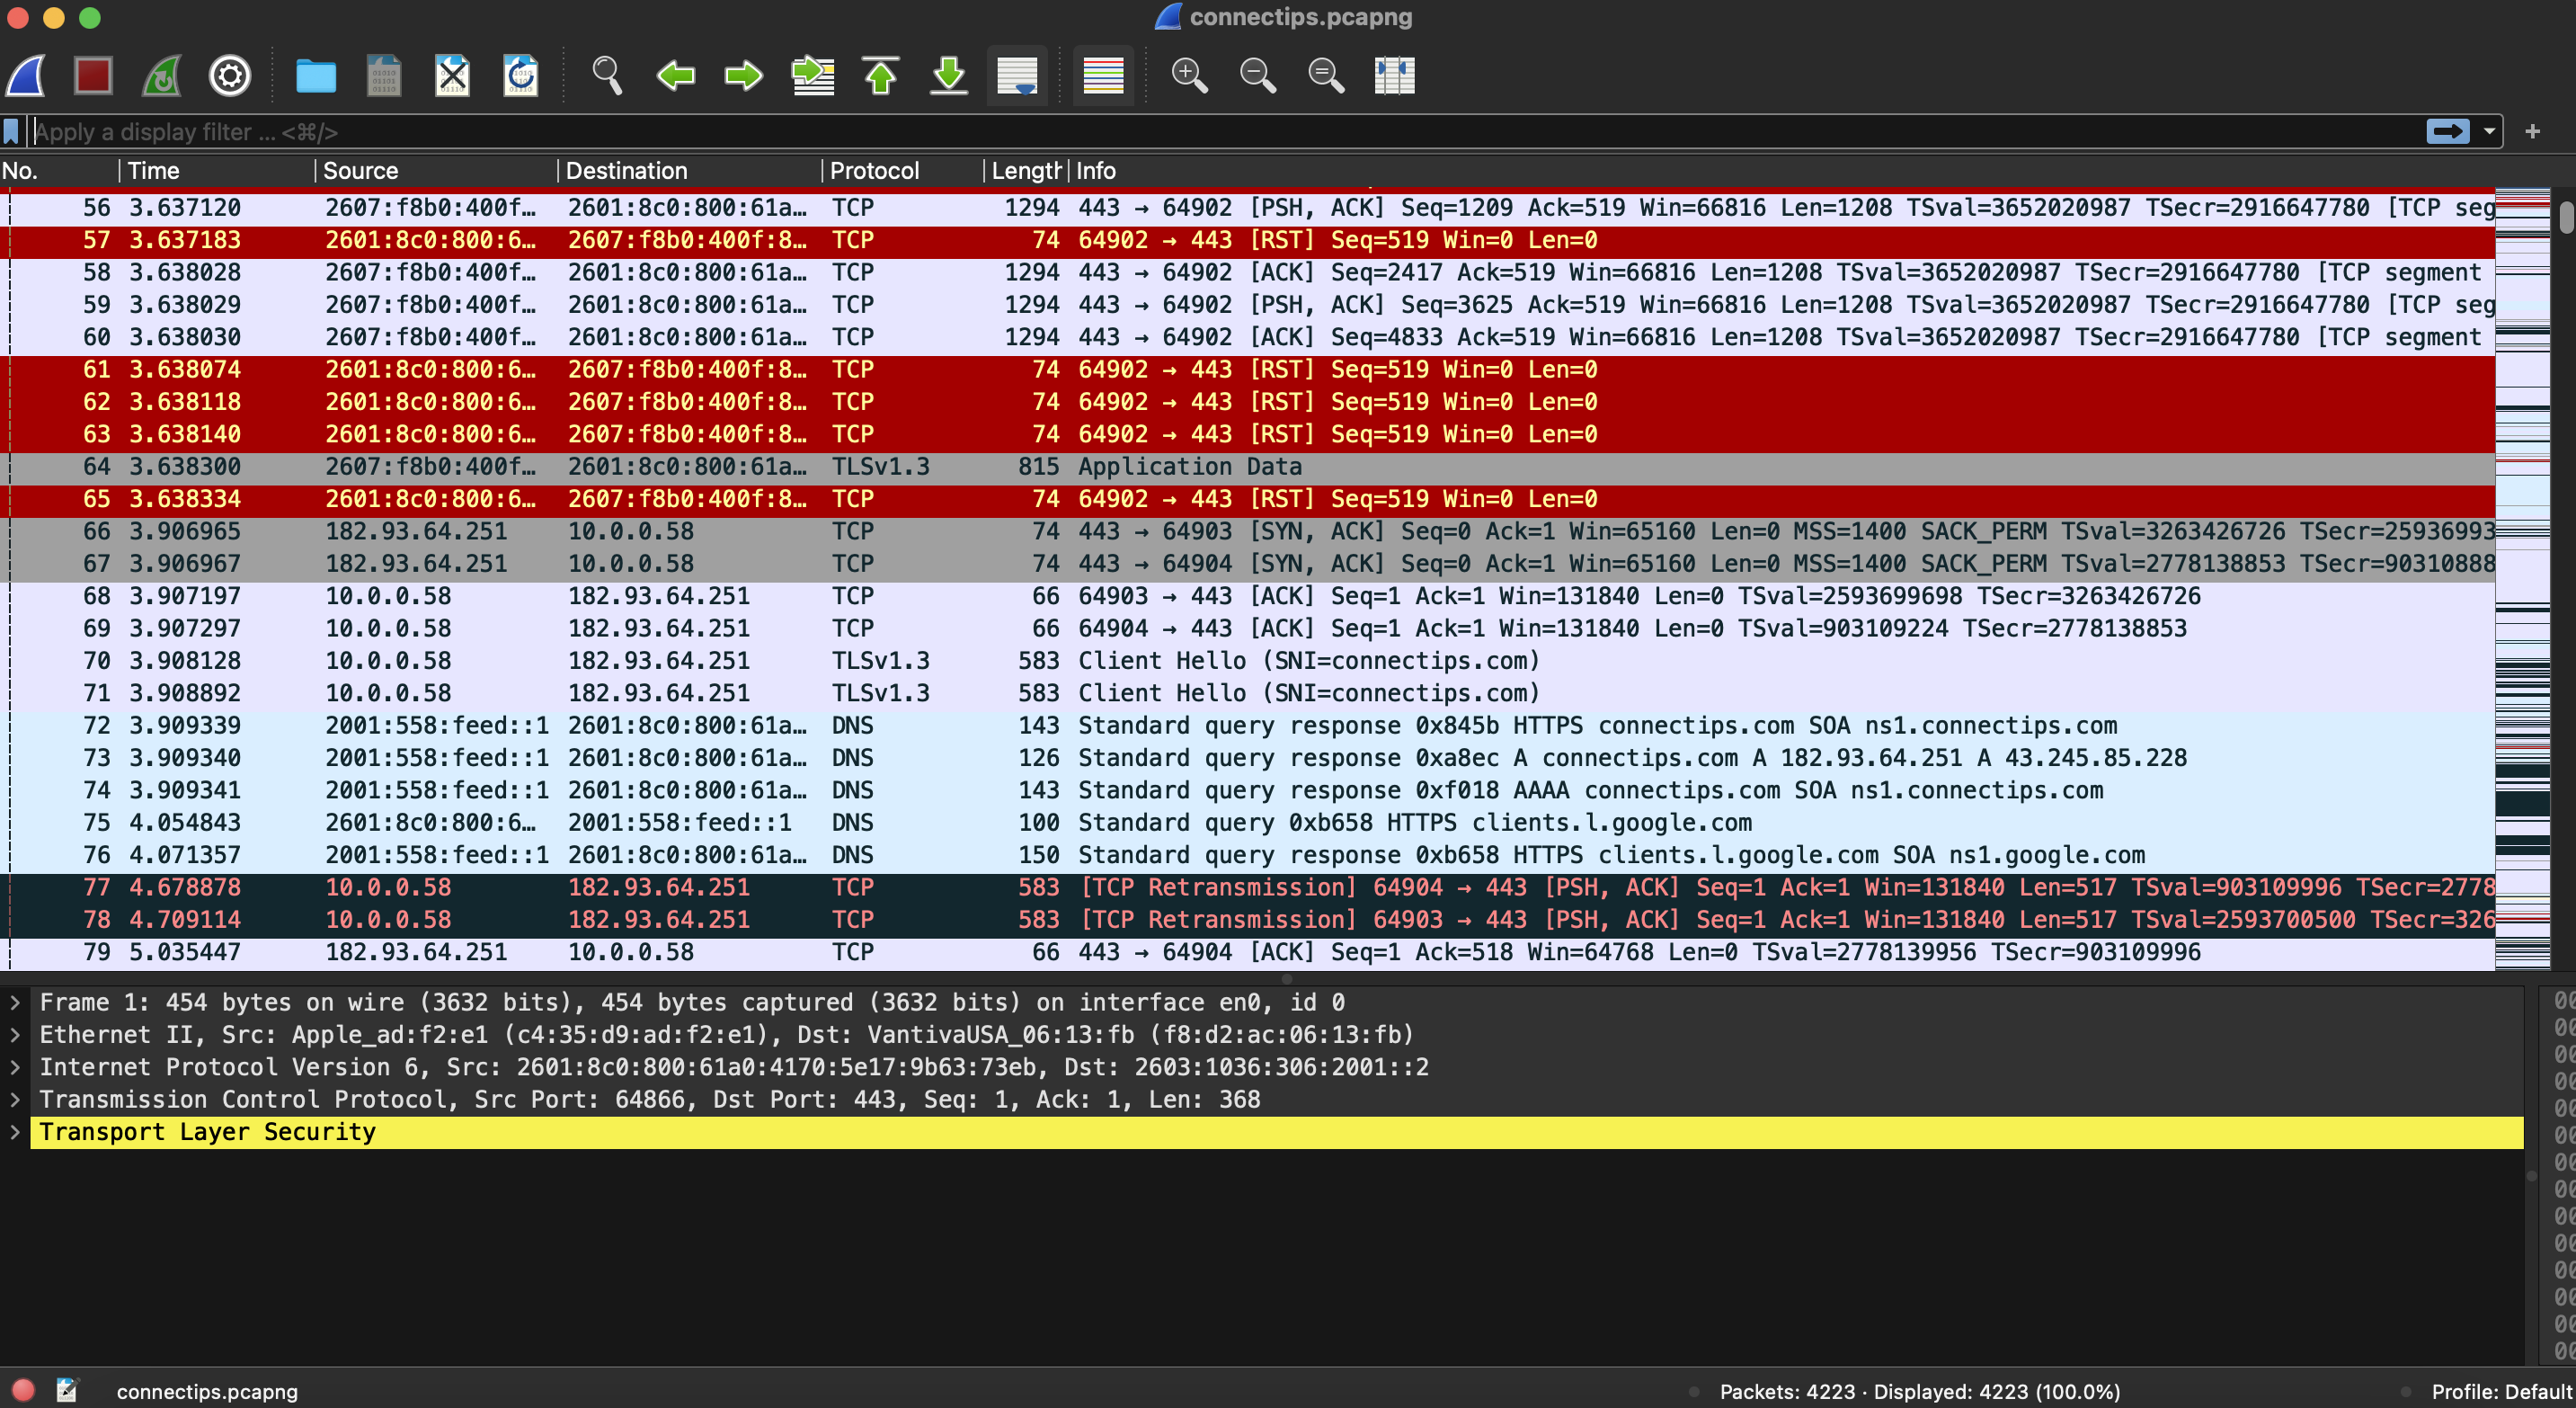 connectips.pcapng
Apply a display filter ... <⌘/>
No. Time Source Destination Protocol Length Info
56 3.637120 2607:f8b0:400f… 2601:8c0:800:61a… TCP 1294 443 → 64902 [PSH, ACK] Seq=1209 Ack=519 Win=66816 Len=1208 TSval=3652020987 TSecr=2916647780 [TCP seg
57 3.637183 2601:8c0:800:6… 2607:f8b0:400f:8… TCP 74 64902 → 443 [RST] Seq=519 Win=0 Len=0
58 3.638028 2607:f8b0:400f… 2601:8c0:800:61a… TCP 1294 443 → 64902 [ACK] Seq=2417 Ack=519 Win=66816 Len=1208 TSval=3652020987 TSecr=2916647780 [TCP segment
59 3.638029 2607:f8b0:400f… 2601:8c0:800:61a… TCP 1294 443 → 64902 [PSH, ACK] Seq=3625 Ack=519 Win=66816 Len=1208 TSval=3652020987 TSecr=2916647780 [TCP seg
60 3.638030 2607:f8b0:400f… 2601:8c0:800:61a… TCP 1294 443 → 64902 [ACK] Seq=4833 Ack=519 Win=66816 Len=1208 TSval=3652020987 TSecr=2916647780 [TCP segment
61 3.638074 2601:8c0:800:6… 2607:f8b0:400f:8… TCP 74 64902 → 443 [RST] Seq=519 Win=0 Len=0
62 3.638118 2601:8c0:800:6… 2607:f8b0:400f:8… TCP 74 64902 → 443 [RST] Seq=519 Win=0 Len=0
63 3.638140 2601:8c0:800:6… 2607:f8b0:400f:8… TCP 74 64902 → 443 [RST] Seq=519 Win=0 Len=0
64 3.638300 2607:f8b0:400f… 2601:8c0:800:61a… TLSv1.3 815 Application Data
65 3.638334 2601:8c0:800:6… 2607:f8b0:400f:8… TCP 74 64902 → 443 [RST] Seq=519 Win=0 Len=0
66 3.906965 182.93.64.251 10.0.0.58 TCP 74 443 → 64903 [SYN, ACK] Seq=0 Ack=1 Win=65160 Len=0 MSS=1400 SACK_PERM TSval=3263426726 TSecr=25936993
67 3.906967 182.93.64.251 10.0.0.58 TCP 74 443 → 64904 [SYN, ACK] Seq=0 Ack=1 Win=65160 Len=0 MSS=1400 SACK_PERM TSval=2778138853 TSecr=90310888
68 3.907197 10.0.0.58 182.93.64.251 TCP 66 64903 → 443 [ACK] Seq=1 Ack=1 Win=131840 Len=0 TSval=2593699698 TSecr=3263426726
69 3.907297 10.0.0.58 182.93.64.251 TCP 66 64904 → 443 [ACK] Seq=1 Ack=1 Win=131840 Len=0 TSval=903109224 TSecr=2778138853
70 3.908128 10.0.0.58 182.93.64.251 TLSv1.3 583 Client Hello (SNI=connectips.com)
71 3.908892 10.0.0.58 182.93.64.251 TLSv1.3 583 Client Hello (SNI=connectips.com)
72 3.909339 2001:558:feed::1 2601:8c0:800:61a… DNS 143 Standard query response 0x845b HTTPS connectips.com SOA ns1.connectips.com
73 3.909340 2001:558:feed::1 2601:8c0:800:61a… DNS 126 Standard query response 0xa8ec A connectips.com A 182.93.64.251 A 43.245.85.228
74 3.909341 2001:558:feed::1 2601:8c0:800:61a… DNS 143 Standard query response 0xf018 AAAA connectips.com SOA ns1.connectips.com
75 4.054843 2601:8c0:800:6… 2001:558:feed::1 DNS 100 Standard query 0xb658 HTTPS clients.l.google.com
76 4.071357 2001:558:feed::1 2601:8c0:800:61a… DNS 150 Standard query response 0xb658 HTTPS clients.l.google.com SOA ns1.google.com
77 4.678878 10.0.0.58 182.93.64.251 TCP 583 [TCP Retransmission] 64904 → 443 [PSH, ACK] Seq=1 Ack=1 Win=131840 Len=517 TSval=903109996 TSecr=2778
78 4.709114 10.0.0.58 182.93.64.251 TCP 583 [TCP Retransmission] 64903 → 443 [PSH, ACK] Seq=1 Ack=1 Win=131840 Len=517 TSval=2593700500 TSecr=326
79 5.035447 182.93.64.251 10.0.0.58 TCP 66 443 → 64904 [ACK] Seq=1 Ack=518 Win=64768 Len=0 TSval=2778139956 TSecr=903109996
Frame 1: 454 bytes on wire (3632 bits), 454 bytes captured (3632 bits) on interface en0, id 0
Ethernet II, Src: Apple_ad:f2:e1 (c4:35:d9:ad:f2:e1), Dst: VantivaUSA_06:13:fb (f8:d2:ac:06:13:fb)
Internet Protocol Version 6, Src: 2601:8c0:800:61a0:4170:5e17:9b63:73eb, Dst: 2603:1036:306:2001::2
Transmission Control Protocol, Src Port: 64866, Dst Port: 443, Seq: 1, Ack: 1, Len: 368
Transport Layer Security
connectips.pcapng
Packets: 4223 · Displayed: 4223 (100.0%)
Profile: Default